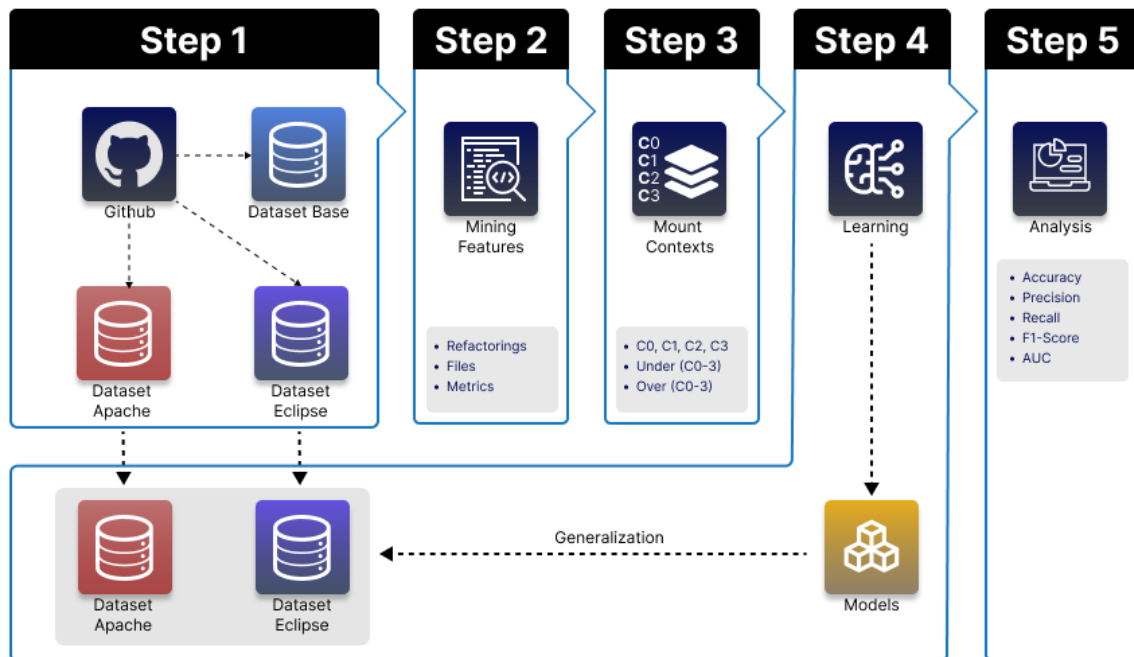 Step 1
Step 2
Step 3
Step 4
Step 5
Github
Dataset Base
Dataset
Apache
Dataset
Eclipse
Mining
Features
• Refactorings
• Files
• Metrics
C0
C1
C2
C3
Mount
Contexts
• C0, C1, C2, C3
• Under (C0-3)
• Over (C0-3)
Learning
Analysis
• Accuracy
• Precision
• Recall
• F1-Score
• AUC
Dataset
Apache
Dataset
Eclipse
Generalization
Models